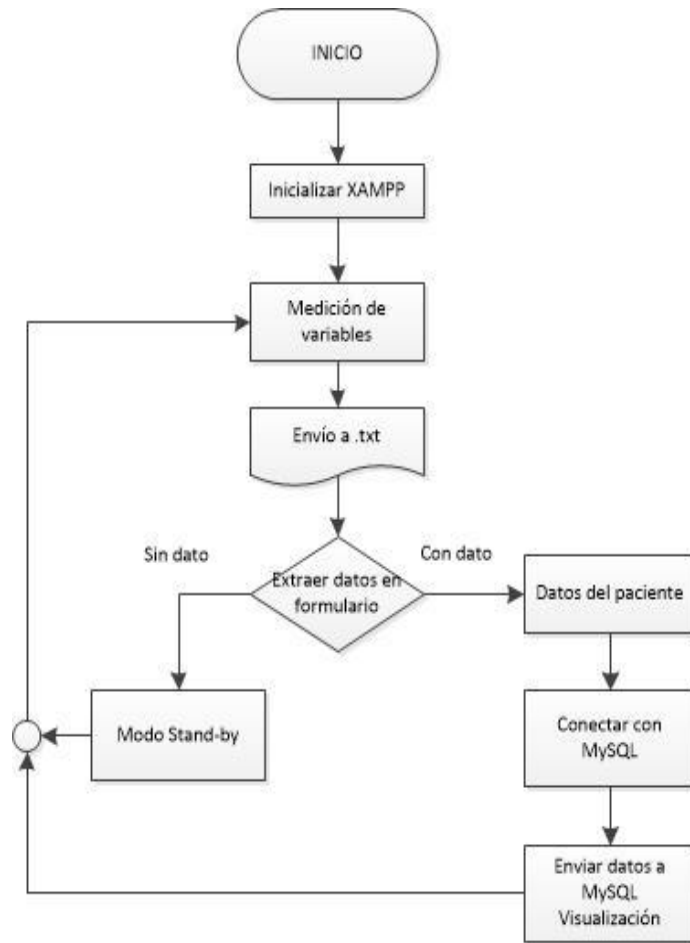 INICIO
Inicializar XAMPP
Medición de
variables
Envío a .txt
Sin dato
Con dato
Extraer datos en
formulario
Datos del paciente
Modo Stand-by
Conectar con
MySQL
Enviar datos a
MySQL
Visualización